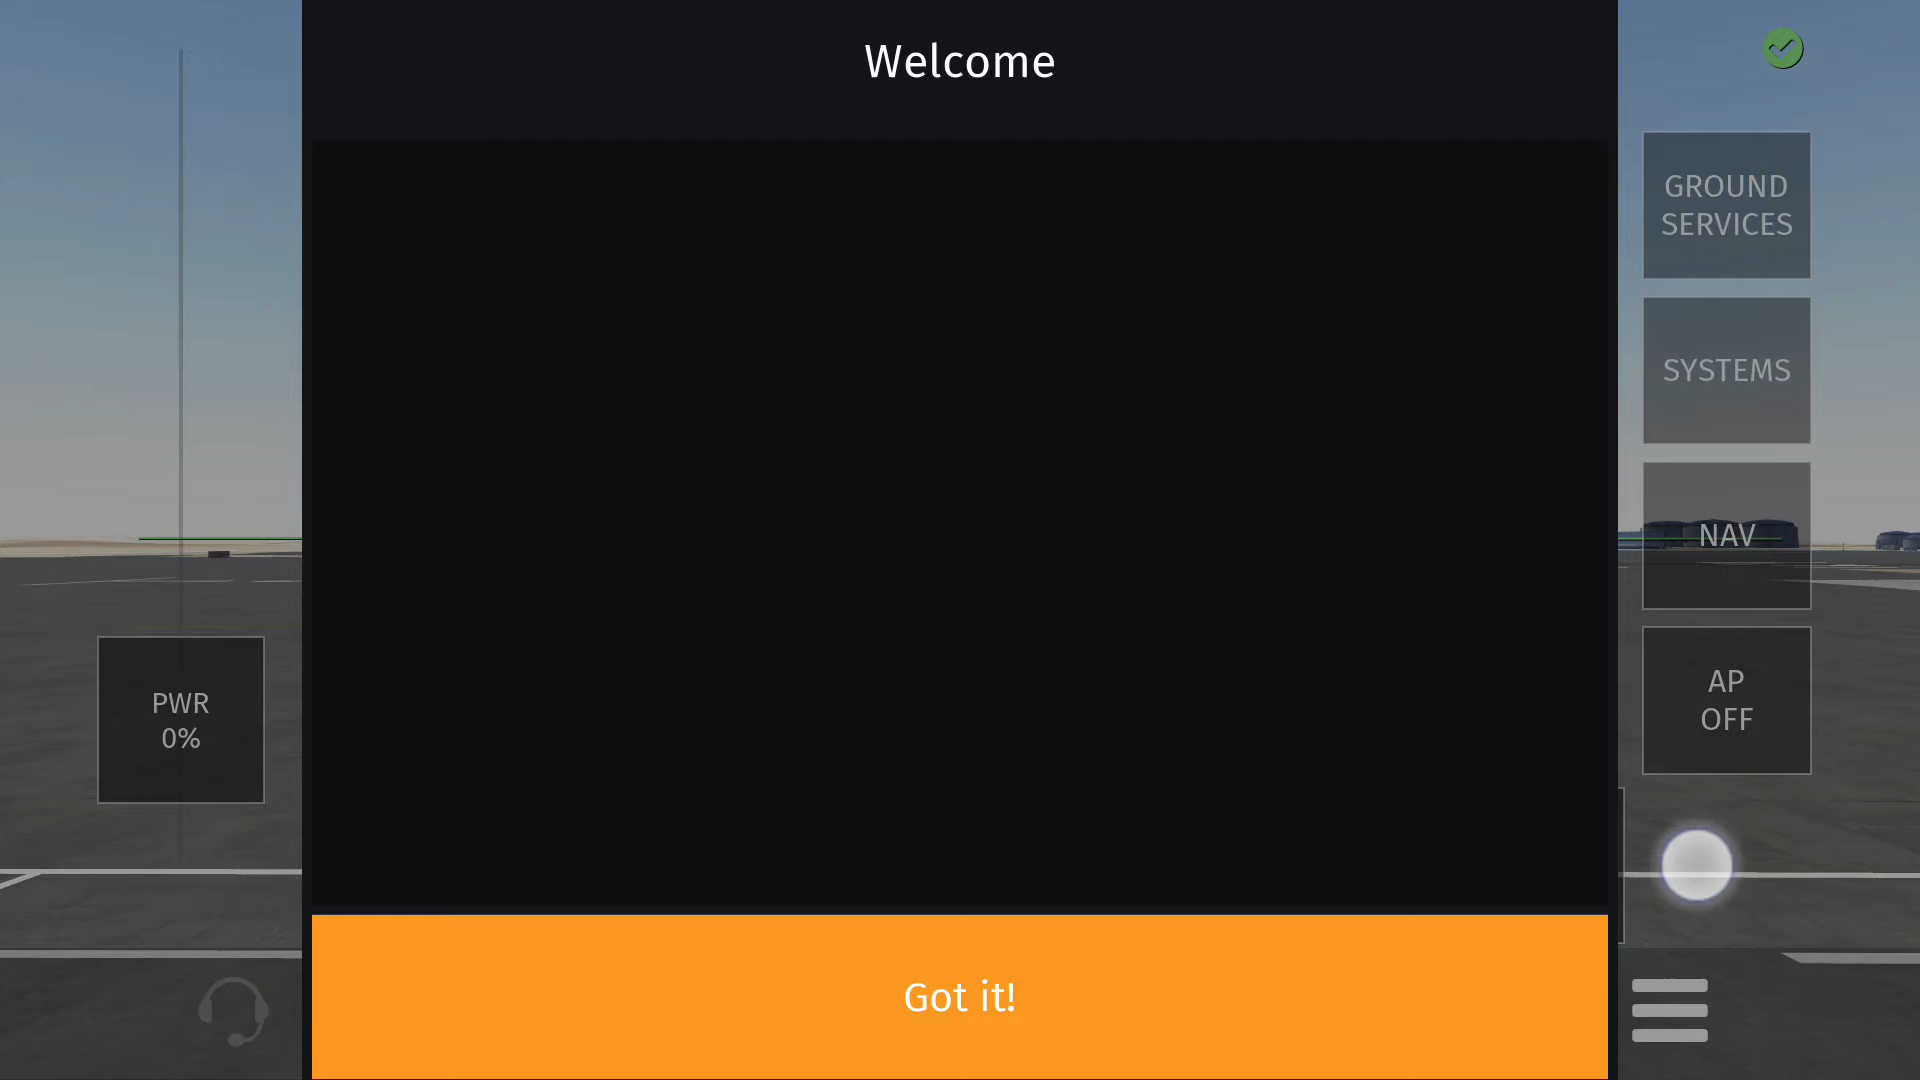 Welcome
GROUND
SERVICES
SYSTEMS
NAV
AP
OFF
PWR
0%
Got it!